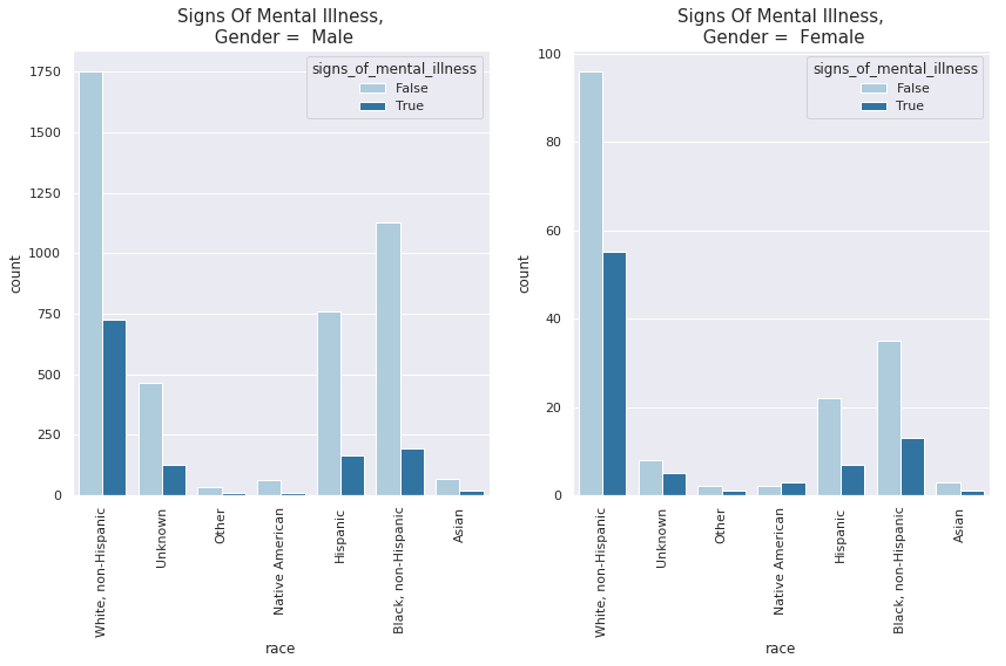 Signs Of Mental Illness,
Gender =  Male
signs_of_mental_illness
False
True
1750
1500
1250
1000
750
500
250
0
count
White, non-Hispanic
Unknown
Other
Native American
Hispanic
Black, non-Hispanic
Asian
race
Signs Of Mental Illness,
Gender =  Female
signs_of_mental_illness
False
True
100
80
60
40
20
0
count
White, non-Hispanic
Unknown
Other
Native American
Hispanic
Black, non-Hispanic
Asian
race